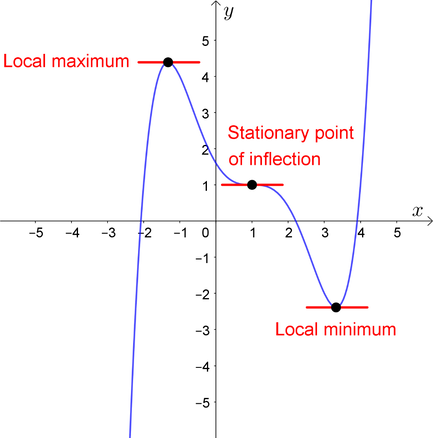 y
5
Local maximum
4
3
Stationary point
2
of inflection
1
x
-5 -4 -3 -2 -1 0 1 2 3 4 5
-1
-2
-3
Local minimum
-4
-5